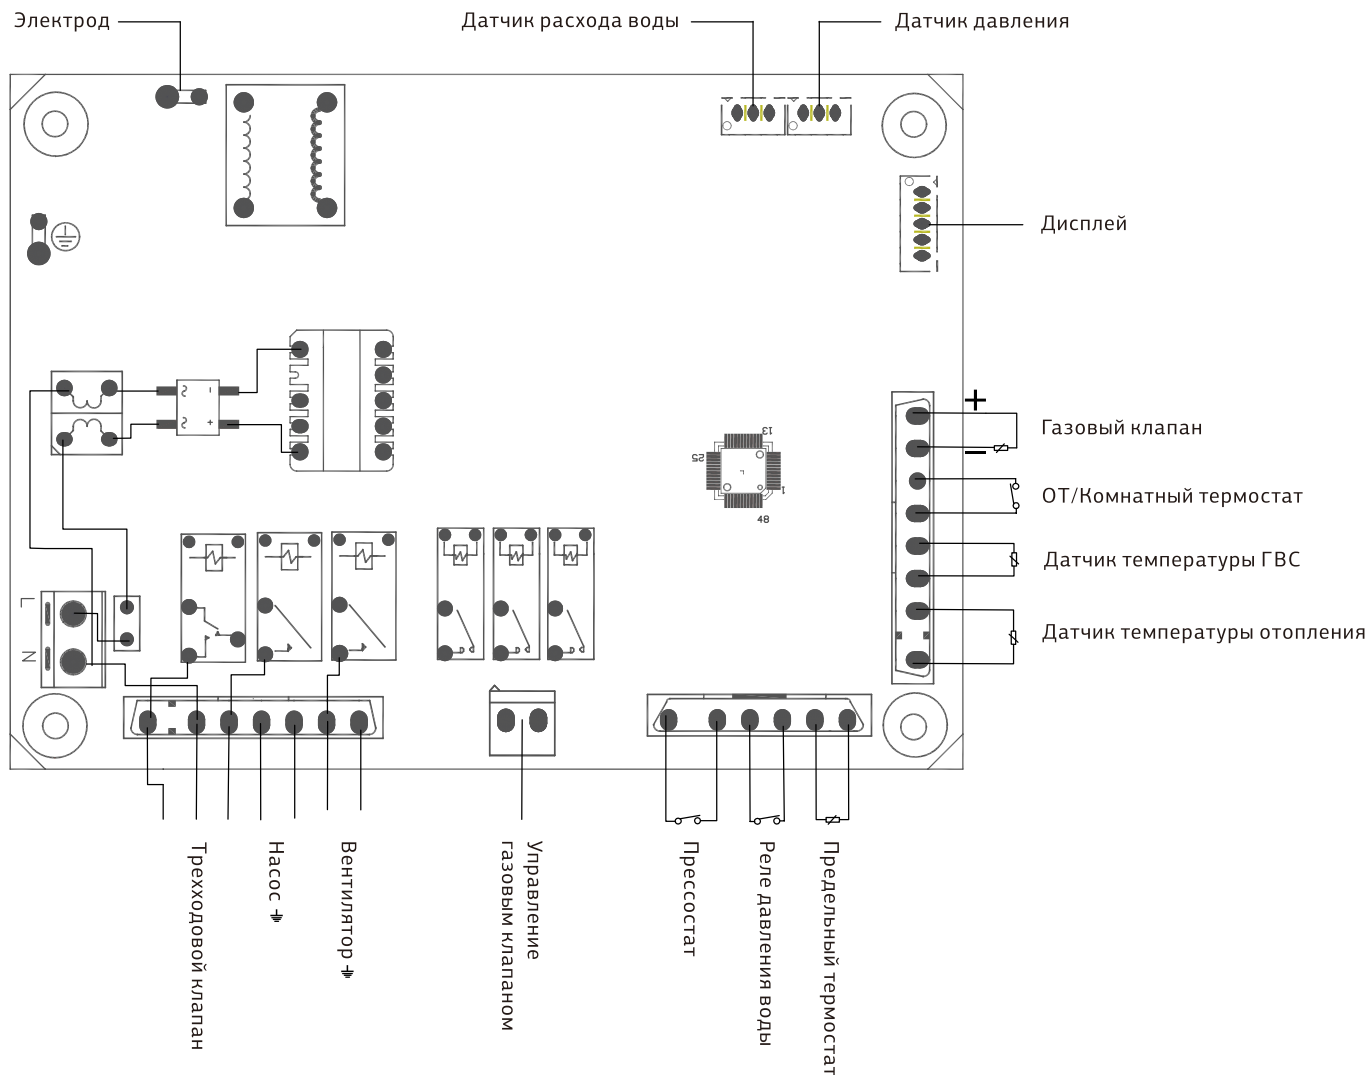 Электрод
Датчик расхода воды
Датчик давления
Дисплей
+
−
Газовый клапан
ОТ/Комнатный термостат
Датчик температуры ГВС
Датчик температуры отопления
13
25
1
48
-
+
L
N
Трехходовой клапан
Насос
Вентилятор
Управление
газовым клапаном
Прессостат
Реле давления воды
Предельный термостат